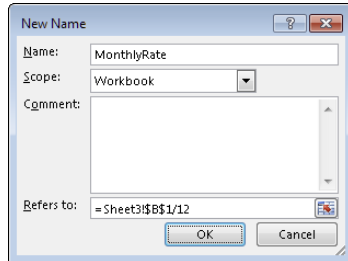 New Name
Name: MonthlyRate
Scope: Workbook
Comment:
Refers to: =Sheet3!$B$1/12
OK Cancel